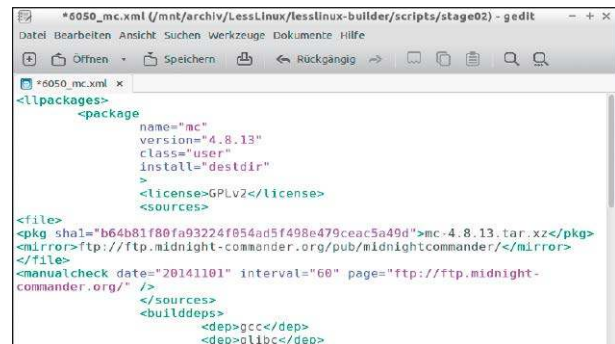 *6050_mc.xml (/mnt/archiv/LessLinux/lesslinux-builder/scripts/stage02) - gedit
Datei Bearbeiten Ansicht Suchen Werkzeuge Dokumente Hilfe
Öffnen Speichern Rückgängig
*6050_mc.xml ×
<llpackages>
<package
name="mc"
version="4.8.13"
class="user"
install="destdir"
>
<license>GPLv2</license>
<sources>
<file>
<pkg sha1="b64b81f80fa93224f054ad5f498e479ceac5a49d">mc-4.8.13.tar.xz</pkg>
<mirror>ftp://ftp.midnight-commander.org/pub/midnightcommander/</mirror>
</file>
<manualcheck date="20141101" interval="60" page="ftp://ftp.midnight-
commander.org/" />
</sources>
<builddeps>
<dep>gcc</dep>
<dep>glibc</dep>